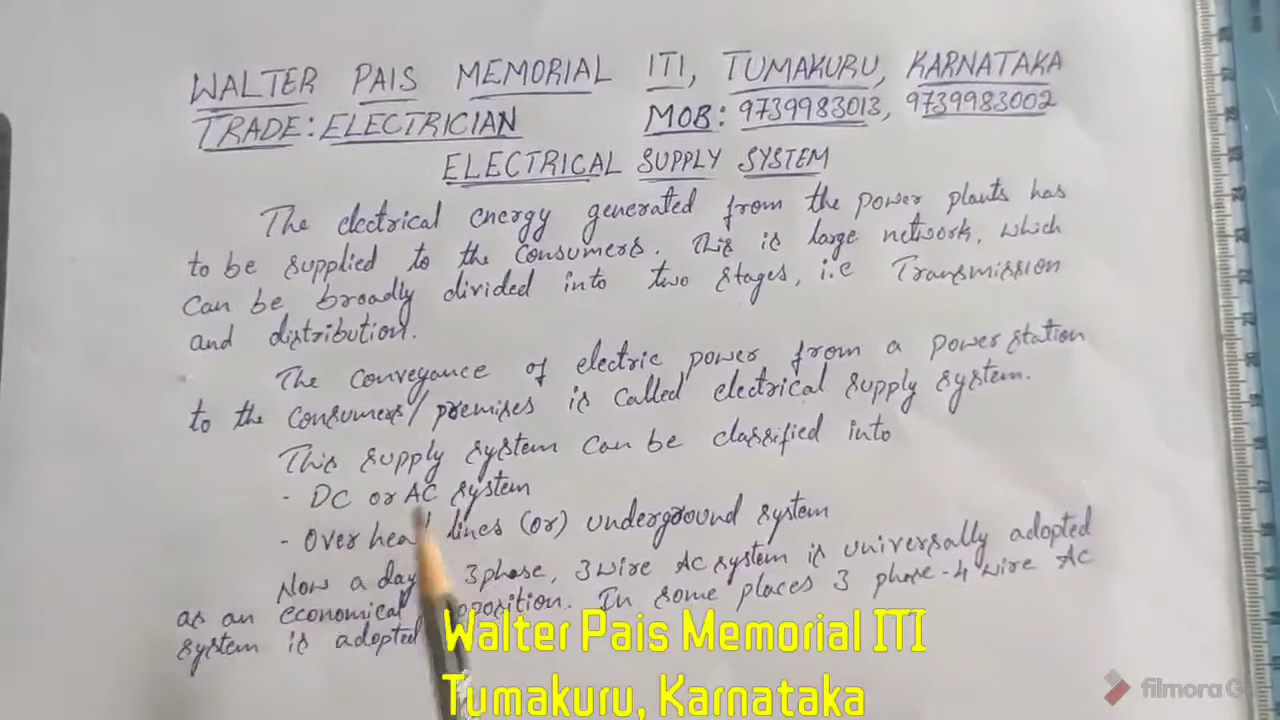 WALTER PAIS MEMORIAL ITI, TUMAKURU, KARNATAKA
TRADE: ELECTRICIAN MOB: 9739983013, 9739983002
ELECTRICAL SUPPLY SYSTEM
The electrical energy generated from the power plants has
to be supplied to the consumers. This is large network, which
can be broadly divided into two stages, i.e Transmission
and distribution.
The conveyance of electric power from a power station
to the consumers/premises is called electrical supply system.
This supply system can be classified into
- DC or AC system
- Over head lines (or) underground system
Now a day 3 phase, 3 wire AC system is universally adopted
as an economical In some places 3 phase-4 wire AC
system is adopted
Walter Pais Memorial ITI
Tumakuru, Karnataka
filmora